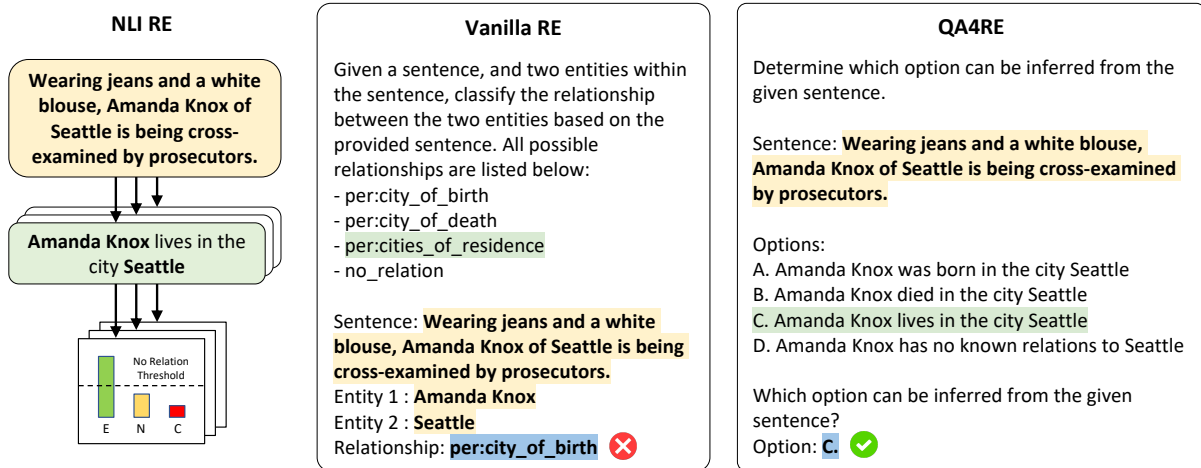 NLI RE
Wearing jeans and a white
blouse, Amanda Knox of
Seattle is being cross-
examined by prosecutors.
Amanda Knox lives in the
city Seattle
No Relation
Threshold
E N C
Vanilla RE
Given a sentence, and two entities within
the sentence, classify the relationship
between the two entities based on the
provided sentence. All possible
relationships are listed below:
- per:city_of_birth
- per:city_of_death
- per:cities_of_residence
- no_relation
Sentence: Wearing jeans and a white
blouse, Amanda Knox of Seattle is being
cross-examined by prosecutors.
Entity 1 : Amanda Knox
Entity 2 : Seattle
Relationship: per:city_of_birth
QA4RE
Determine which option can be inferred from the
given sentence.
Sentence: Wearing jeans and a white blouse,
Amanda Knox of Seattle is being cross-examined
by prosecutors.
Options:
A. Amanda Knox was born in the city Seattle
B. Amanda Knox died in the city Seattle
C. Amanda Knox lives in the city Seattle
D. Amanda Knox has no known relations to Seattle
Which option can be inferred from the given
sentence?
Option: C.